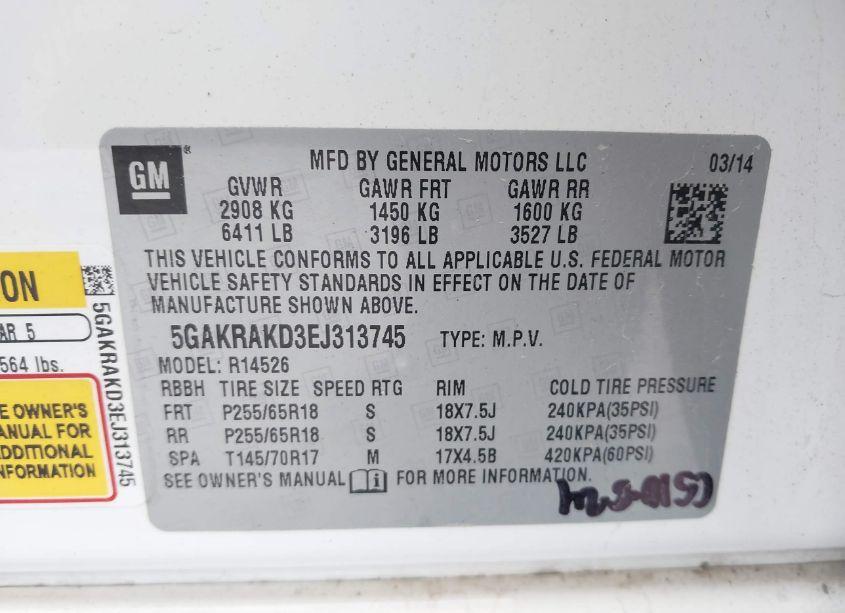 GM
MFD BY GENERAL MOTORS LLC 03/14
GVWR GAWR FRT GAWR RR
2908 KG 1450 KG 1600 KG
6411 LB 3196 LB 3527 LB
THIS VEHICLE CONFORMS TO ALL APPLICABLE U.S. FEDERAL MOTOR
VEHICLE SAFETY STANDARDS IN EFFECT ON THE DATE OF
MANUFACTURE SHOWN ABOVE.
5GAKRAKD3EJ313745 TYPE: M.P.V.
MODEL: R14526
RBBH TIRE SIZE SPEED RTG RIM COLD TIRE PRESSURE
FRT P255/65R18 S 18X7.5J 240KPA(35PSI)
RR P255/65R18 S 18X7.5J 240KPA(35PSI)
SPA T145/70R17 M 17X4.5B 420KPA(60PSI)
SEE OWNER'S MANUAL FOR MORE INFORMATION.
ON
AR 5
564 lbs.
E OWNER'S
ANUAL FOR
DDITIONAL
NFORMATION
5GAKRAKD3EJ313745